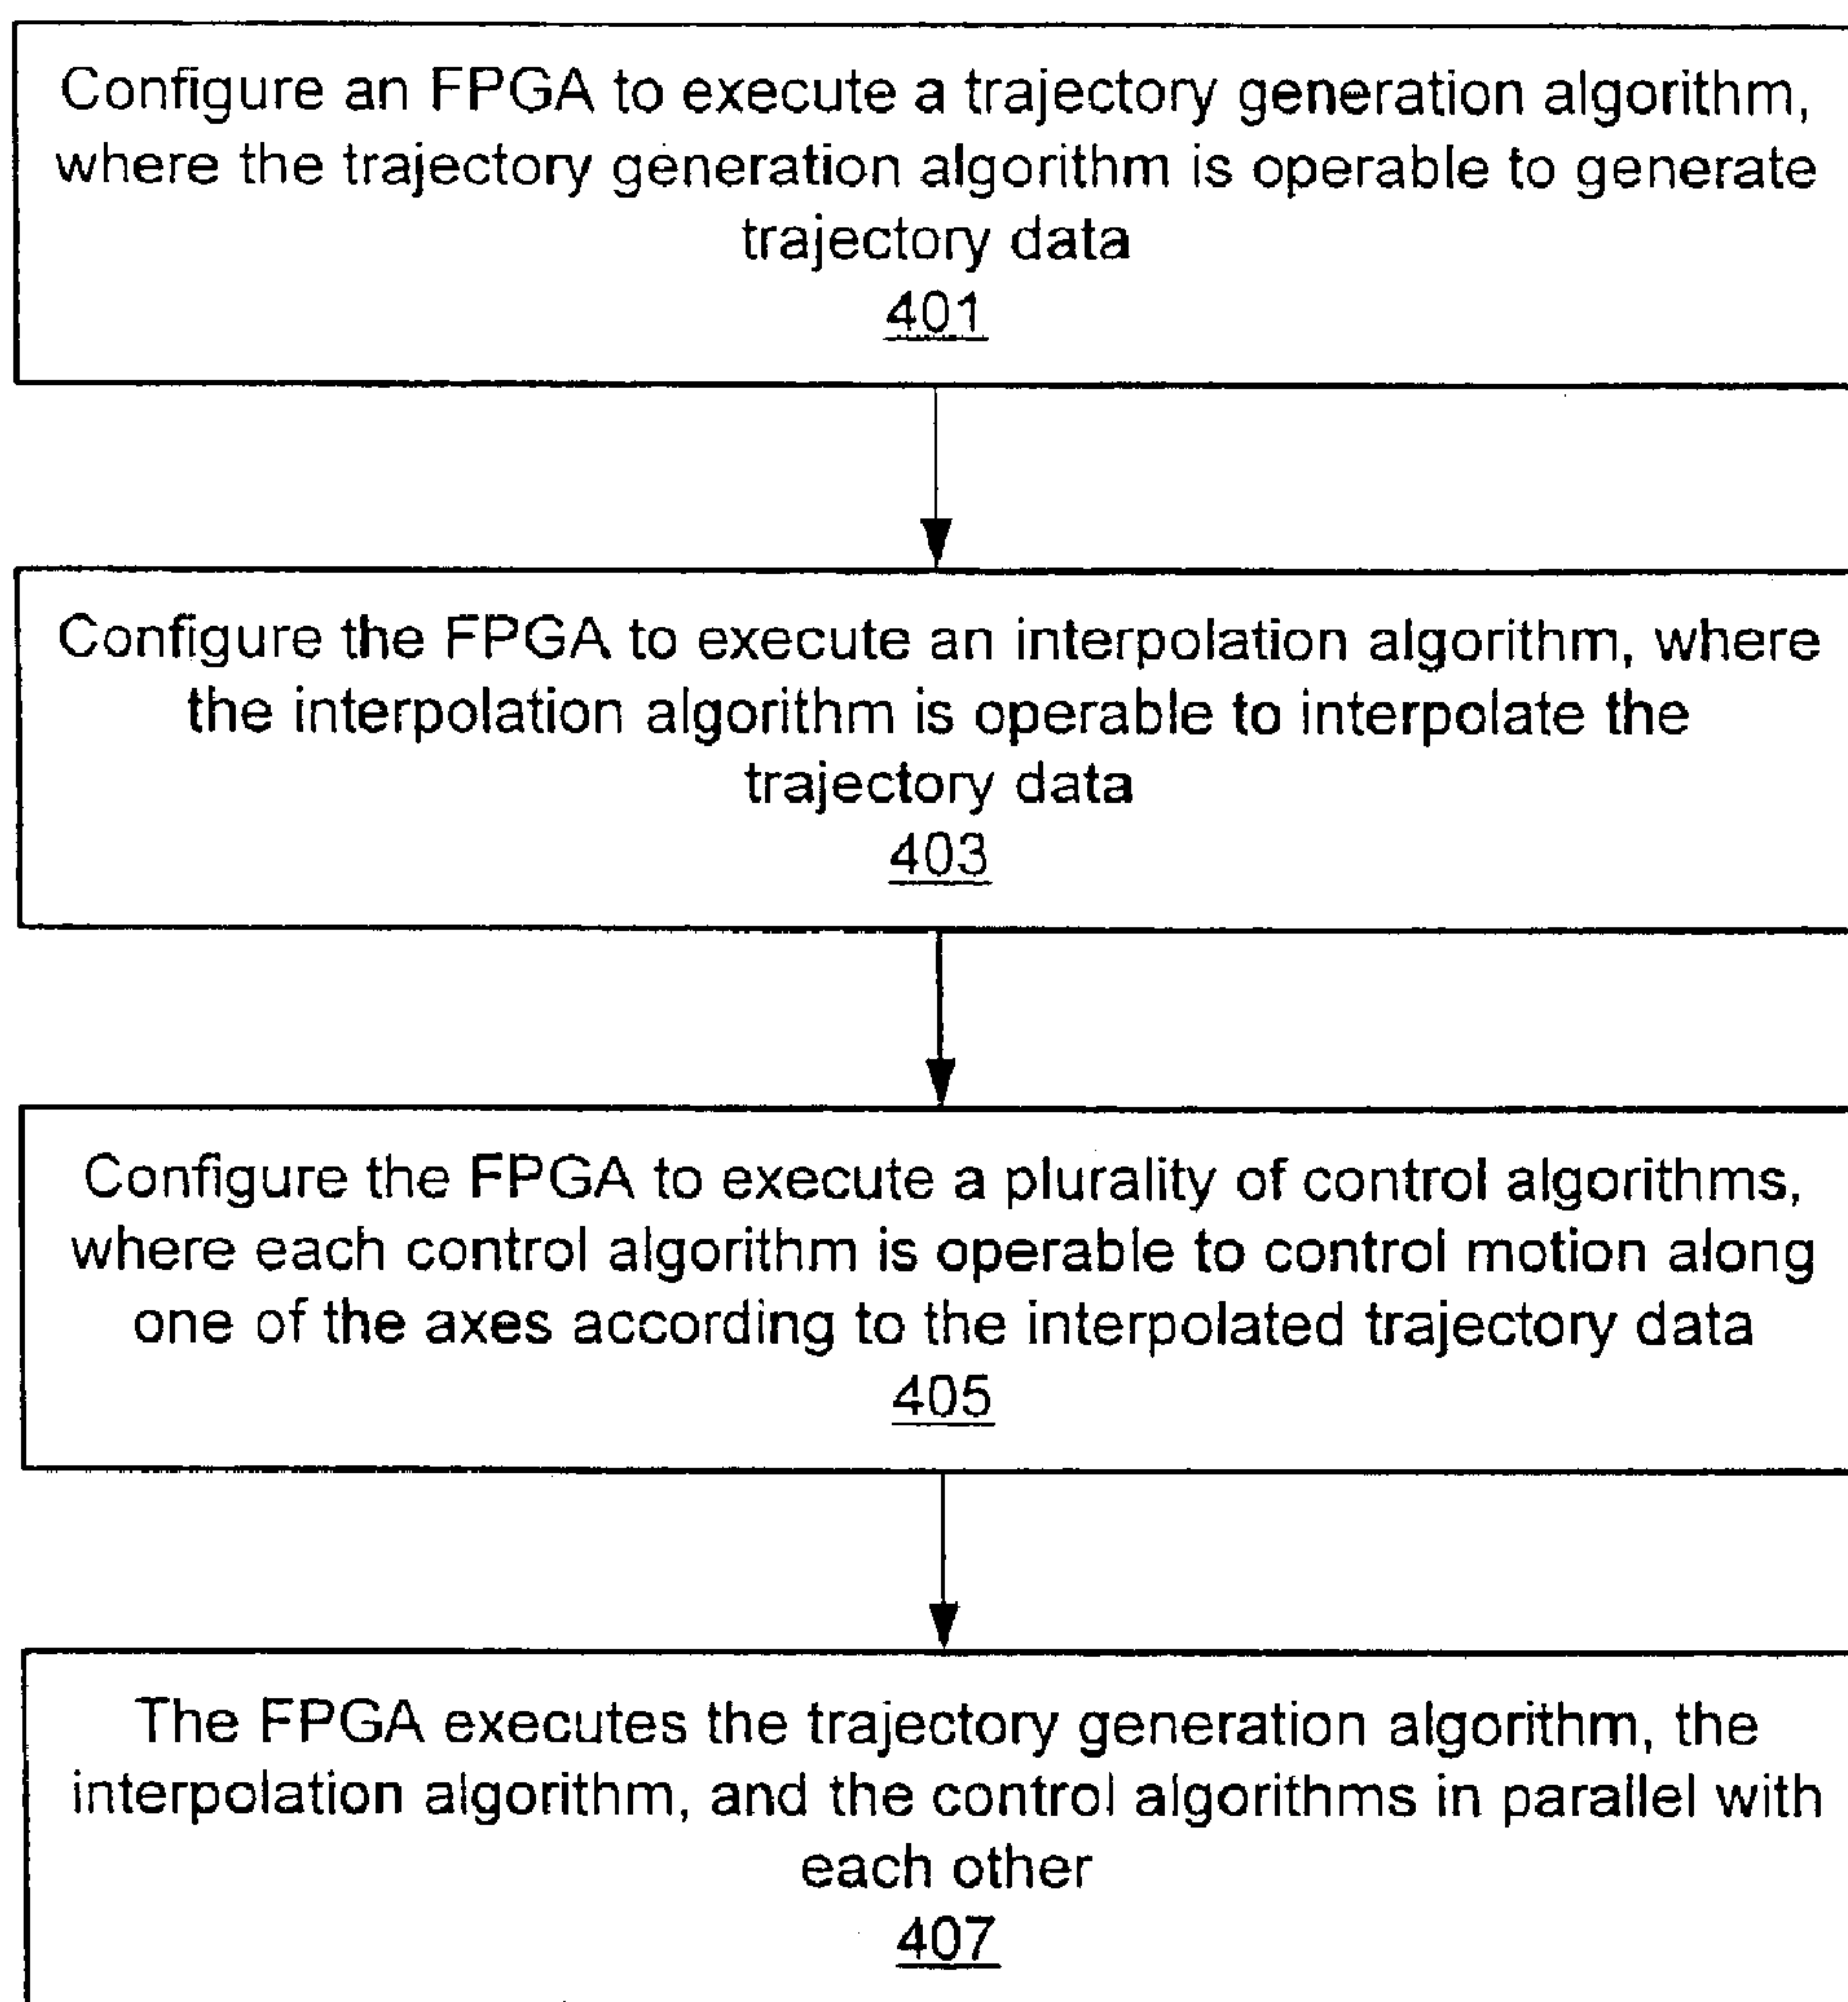 Configure an FPGA to execute a trajectory generation algorithm,
where the trajectory generation algorithm is operable to generate
trajectory data
401
Configure the FPGA to execute an interpolation algorithm, where
the interpolation algorithm is operable to interpolate the
trajectory data
403
Configure the FPGA to execute a plurality of control algorithms,
where each control algorithm is operable to control motion along
one of the axes according to the interpolated trajectory data
405
The FPGA executes the trajectory generation algorithm, the
interpolation algorithm, and the control algorithms in parallel with
each other
407